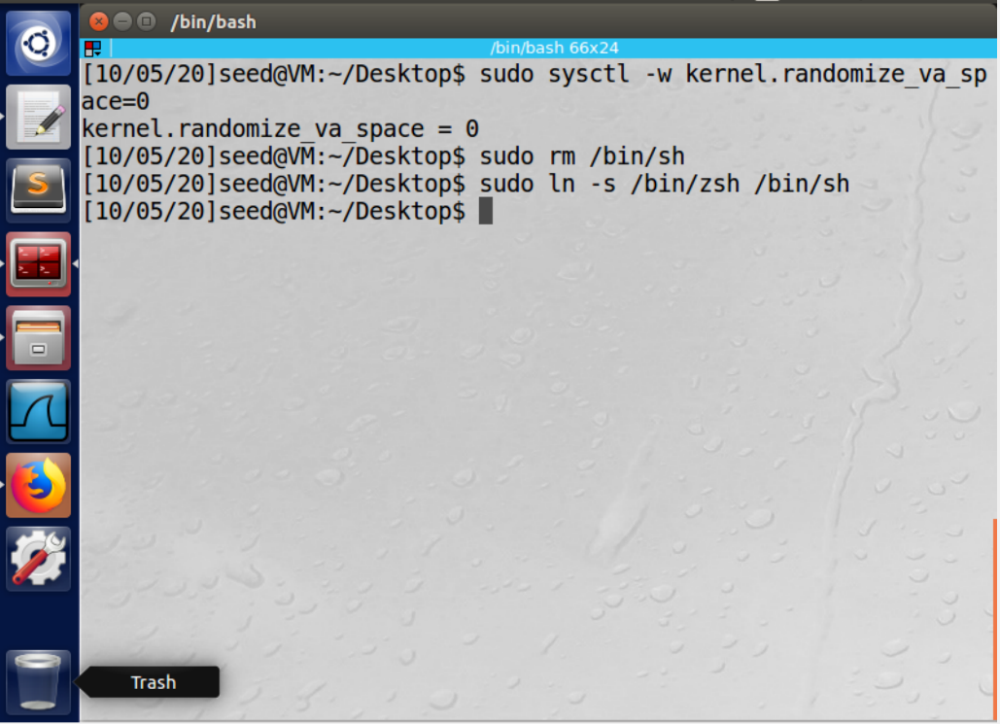 /bin/bash
/bin/bash 66x24
[10/05/20]seed@VM:~/Desktop$ sudo sysctl -w kernel.randomize_va_sp
ace=0
kernel.randomize_va_space = 0
[10/05/20]seed@VM:~/Desktop$ sudo rm /bin/sh
[10/05/20]seed@VM:~/Desktop$ sudo ln -s /bin/zsh /bin/sh
[10/05/20]seed@VM:~/Desktop$
Trash